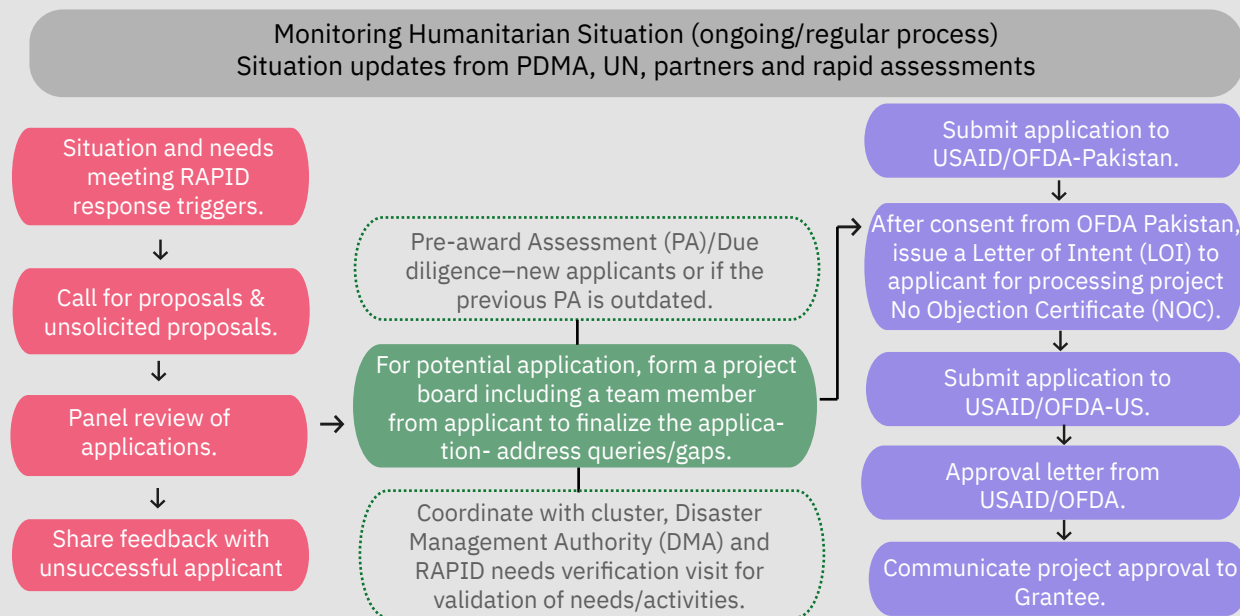 Monitoring Humanitarian Situation (ongoing/regular process)
Situation updates from PDMA, UN, partners and rapid assessments
Situation and needs
meeting RAPID
response triggers.
Call for proposals &
unsolicited proposals.
Panel review of
applications.
Share feedback with
unsuccessful applicant
Pre-award Assessment (PA)/Due
diligence–new applicants or if the
previous PA is outdated.
For potential application, form a project
board including a team member
from applicant to finalize the applica-
tion- address queries/gaps.
Coordinate with cluster, Disaster
Management Authority (DMA) and
RAPID needs verification visit for
validation of needs/activities.
Submit application to
USAID/OFDA-Pakistan.
After consent from OFDA Pakistan,
issue a Letter of Intent (LOI) to
applicant for processing project
No Objection Certificate (NOC).
Submit application to
USAID/OFDA-US.
Approval letter from
USAID/OFDA.
Communicate project approval to
Grantee.